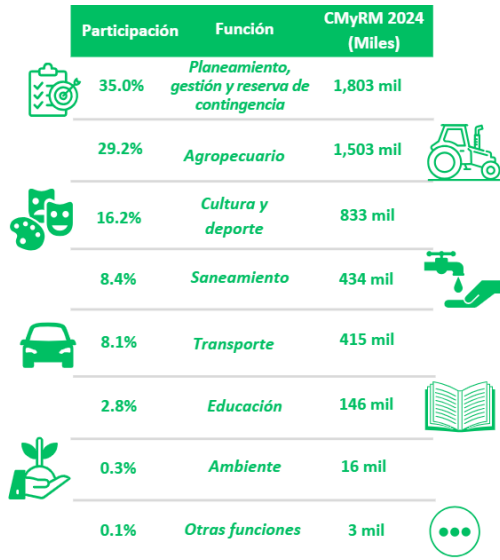 Participación Función CMyRM 2024
(Miles)
35.0% Planeamiento, gestión y reserva de contingencia 1,803 mil
29.2% Agropecuario 1,503 mil
16.2% Cultura y deporte 833 mil
8.4% Saneamiento 434 mil
8.1% Transporte 415 mil
2.8% Educación 146 mil
0.3% Ambiente 16 mil
0.1% Otras funciones 3 mil